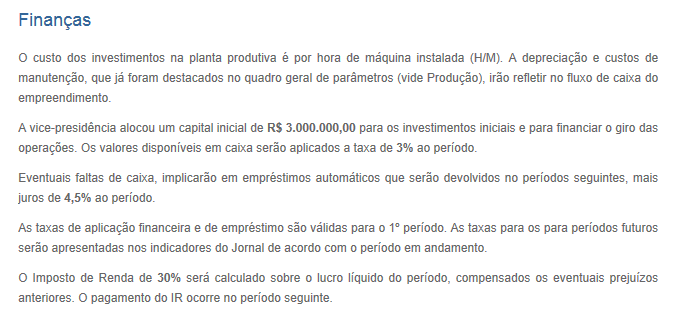 Finanças
O custo dos investimentos na planta produtiva é por hora de máquina instalada (H/M). A depreciação e custos de
manutenção, que já foram destacados no quadro geral de parâmetros (vide Produção), irão refletir no fluxo de caixa do
empreendimento.
A vice-presidência alocou um capital inicial de R$ 3.000.000,00 para os investimentos iniciais e para financiar o giro das
operações. Os valores disponíveis em caixa serão aplicados a taxa de 3% ao período.
Eventuais faltas de caixa, implicarão em empréstimos automáticos que serão devolvidos no períodos seguintes, mais
juros de 4,5% ao período.
As taxas de aplicação financeira e de empréstimo são válidas para o 1º período. As taxas para os para períodos futuros
serão apresentadas nos indicadores do Jornal de acordo com o período em andamento.
O Imposto de Renda de 30% será calculado sobre o lucro líquido do período, compensados os eventuais prejuízos
anteriores. O pagamento do IR ocorre no período seguinte.